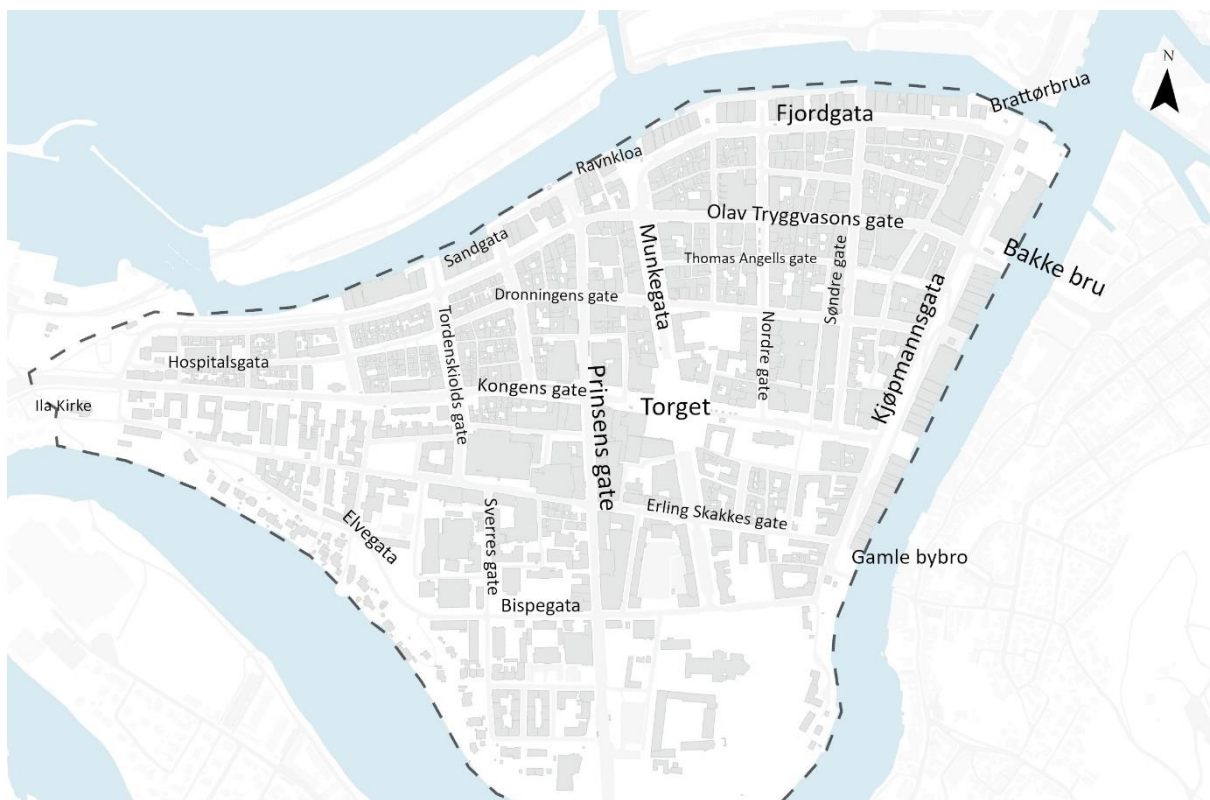 N
Brattørbrua
Fjordgata
Ravnkloa
Olav Tryggvasons gate
Sandgata
Munkegata
Thomas Angells gate
Søndre gate
Bakke bru
Dronningens gate
Tordenskiolds gate
Nordre gate
Kjøpmannsgata
Hospitalsgata
Kongens gate
Prinsens gate
Torget
Ila Kirke
Erling Skakkes gate
Elvegata
Sverres gate
Gamle bybro
Bispegata